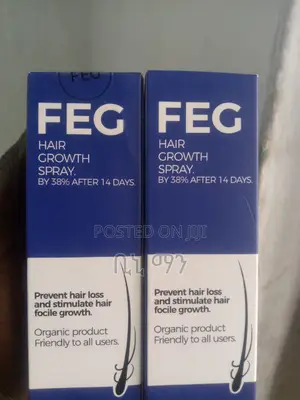 FEG
FEG
HAIR
GROWTH
SPRAY.
BY 38% AFTER 14 DAYS.
Prevent hair loss
and stimulate hair
focile growth.
Organic product
Friendly to all users.
FEG
HAIR
GROWTH
SPRAY.
BY 38% AFTER 14 DAYS.
Prevent hair loss
and stimulate hair
focile growth.
Organic product
Friendly to all users.
POSTED ON JIJI